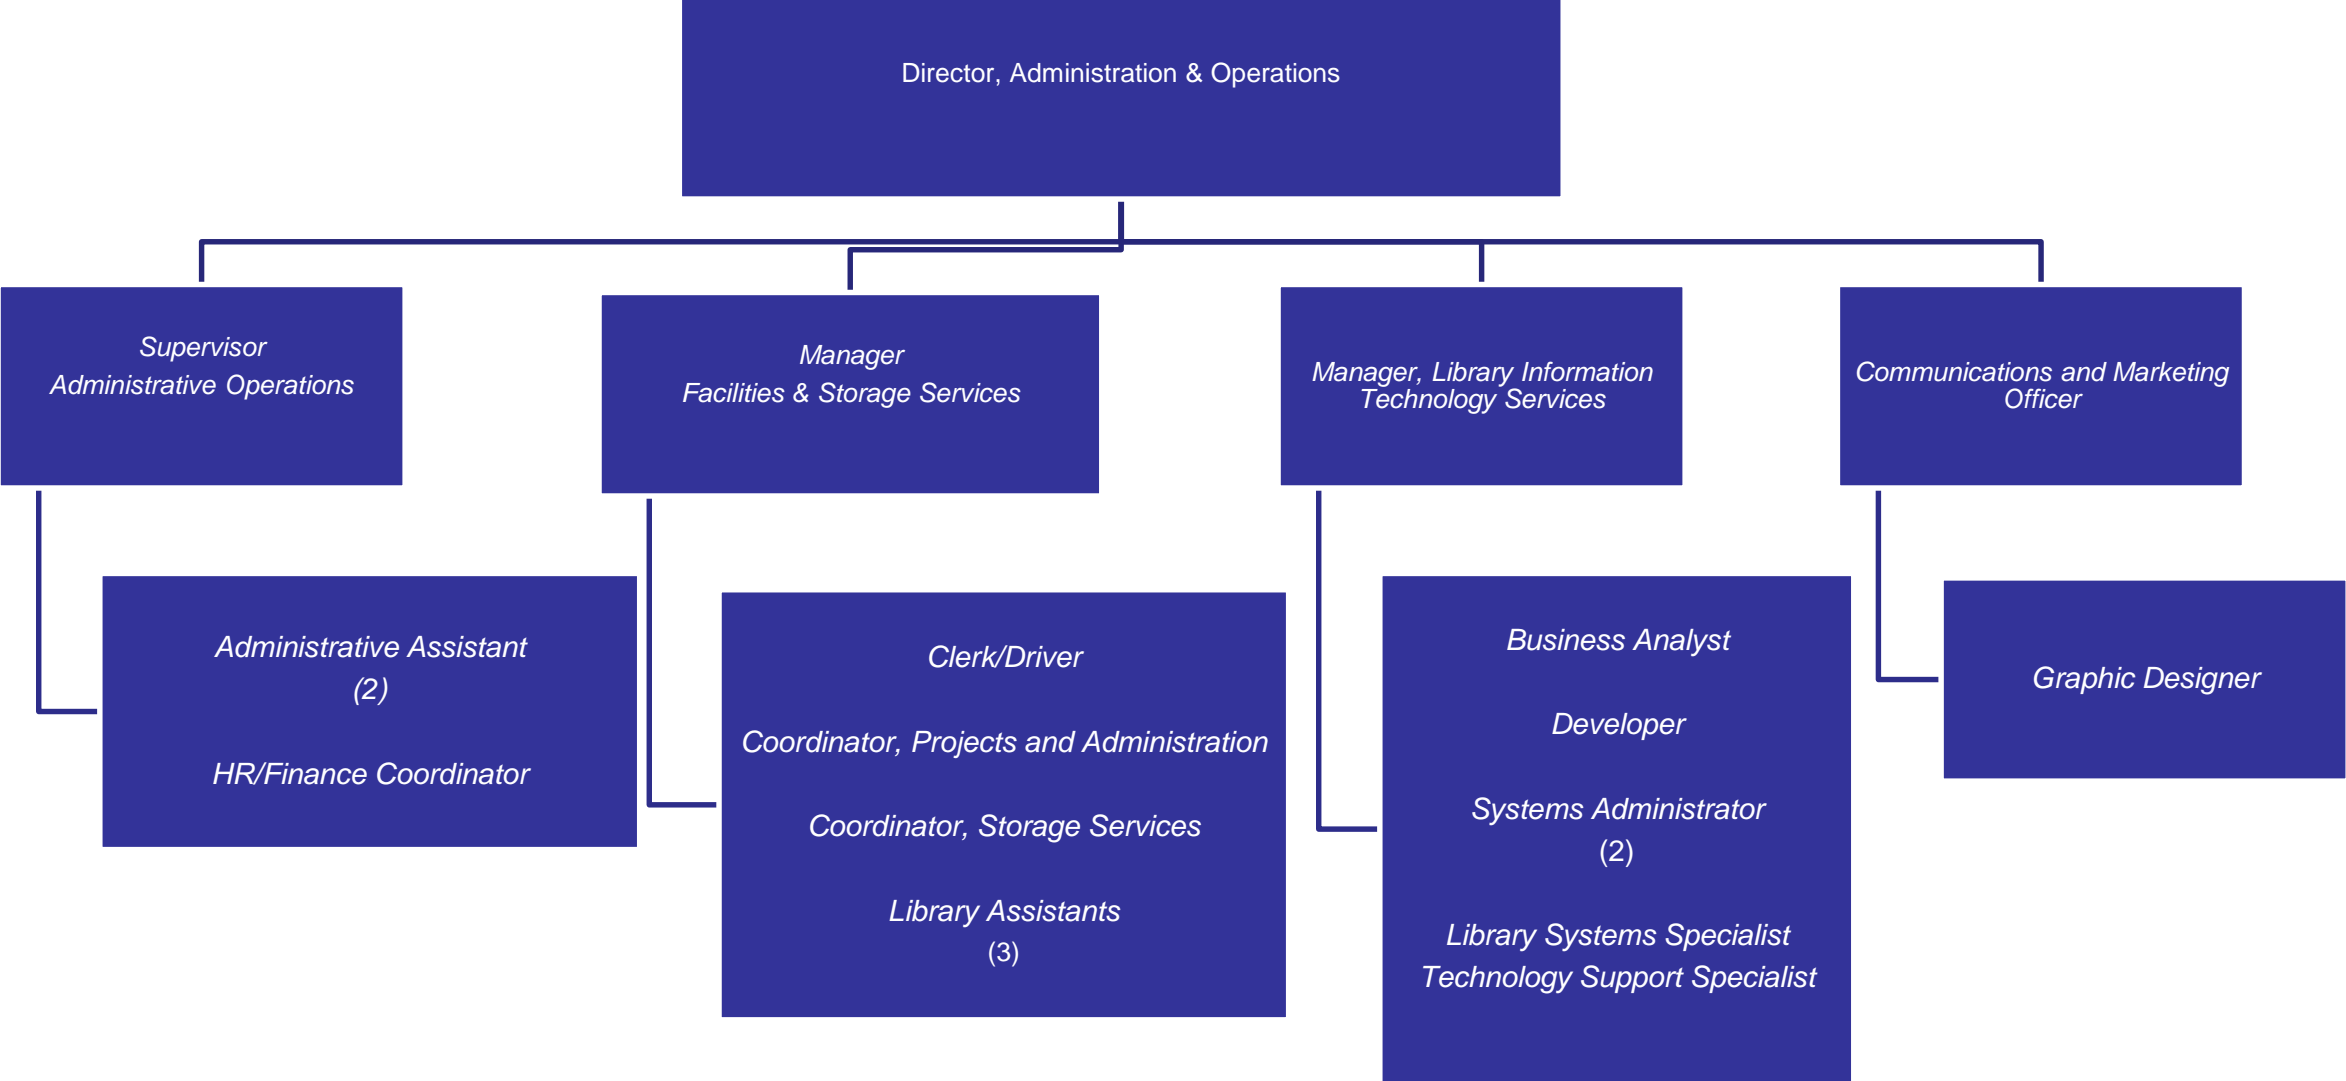 Director, Administration & Operations
Supervisor
Administrative Operations
Manager
Facilities & Storage Services
Manager, Library Information
Technology Services
Communications and Marketing
Officer
Administrative Assistant
(2)
HR/Finance Coordinator
Clerk/Driver
Coordinator, Projects and Administration
Coordinator, Storage Services
Library Assistants
(3)
Business Analyst
Developer
Systems Administrator
(2)
Library Systems Specialist
Technology Support Specialist
Graphic Designer